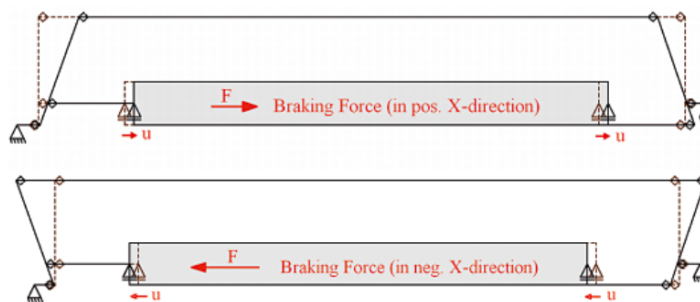 F
Braking Force (in pos. X-direction)
u
u
F
Braking Force (in neg. X-direction)
u
u